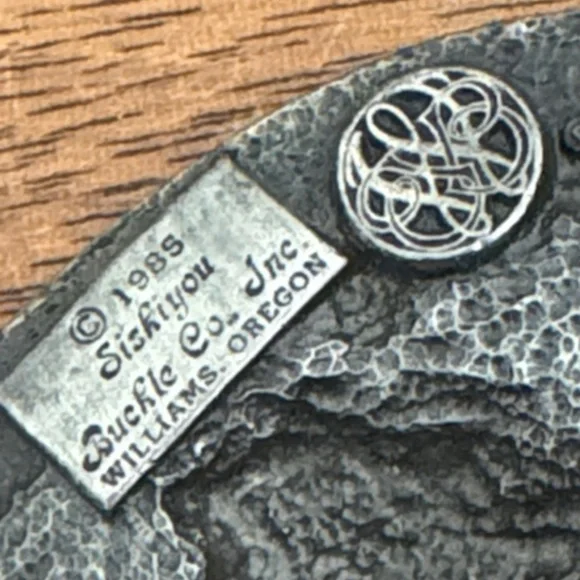 © 1985
Siskiyou
Buckle Co. Inc.
WILLIAMS, OREGON